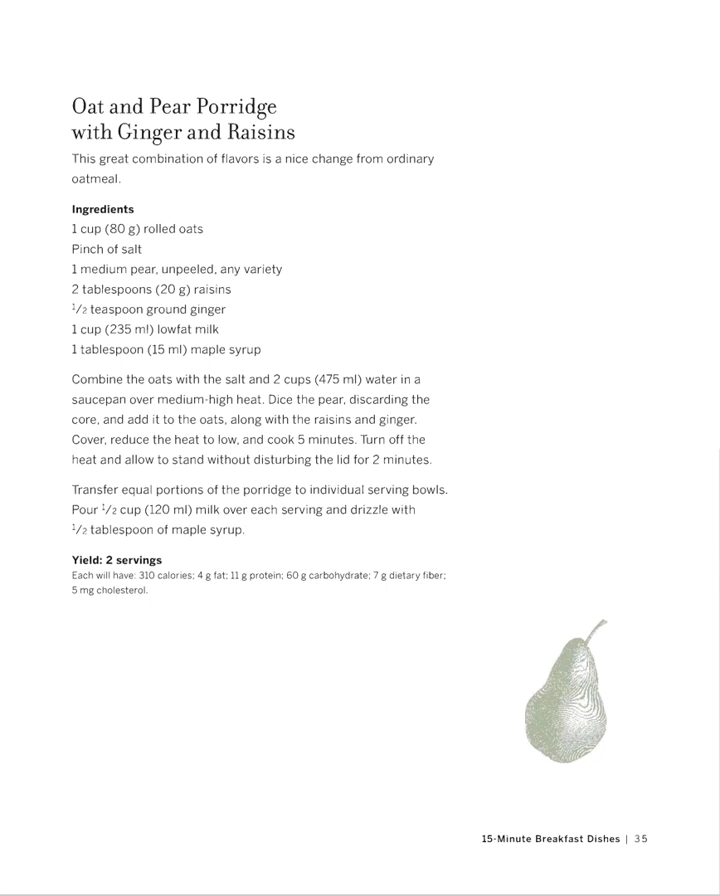 Oat and Pear Porridge
with Ginger and Raisins
This great combination of flavors is a nice change from ordinary
oatmeal.
Ingredients
1 cup (80 g) rolled oats
Pinch of salt
1 medium pear, unpeeled, any variety
2 tablespoons (20 g) raisins
1/2 teaspoon ground ginger
1 cup (235 ml) lowfat milk
1 tablespoon (15 ml) maple syrup
Combine the oats with the salt and 2 cups (475 ml) water in a
saucepan over medium-high heat. Dice the pear, discarding the
core, and add it to the oats, along with the raisins and ginger.
Cover, reduce the heat to low, and cook 5 minutes. Turn off the
heat and allow to stand without disturbing the lid for 2 minutes.
Transfer equal portions of the porridge to individual serving bowls.
Pour 1/2 cup (120 ml) milk over each serving and drizzle with
1/2 tablespoon of maple syrup.
Yield: 2 servings
Each will have: 310 calories; 4 g fat; 11 g protein; 60 g carbohydrate; 7 g dietary fiber;
5 mg cholesterol.
15-Minute Breakfast Dishes | 35